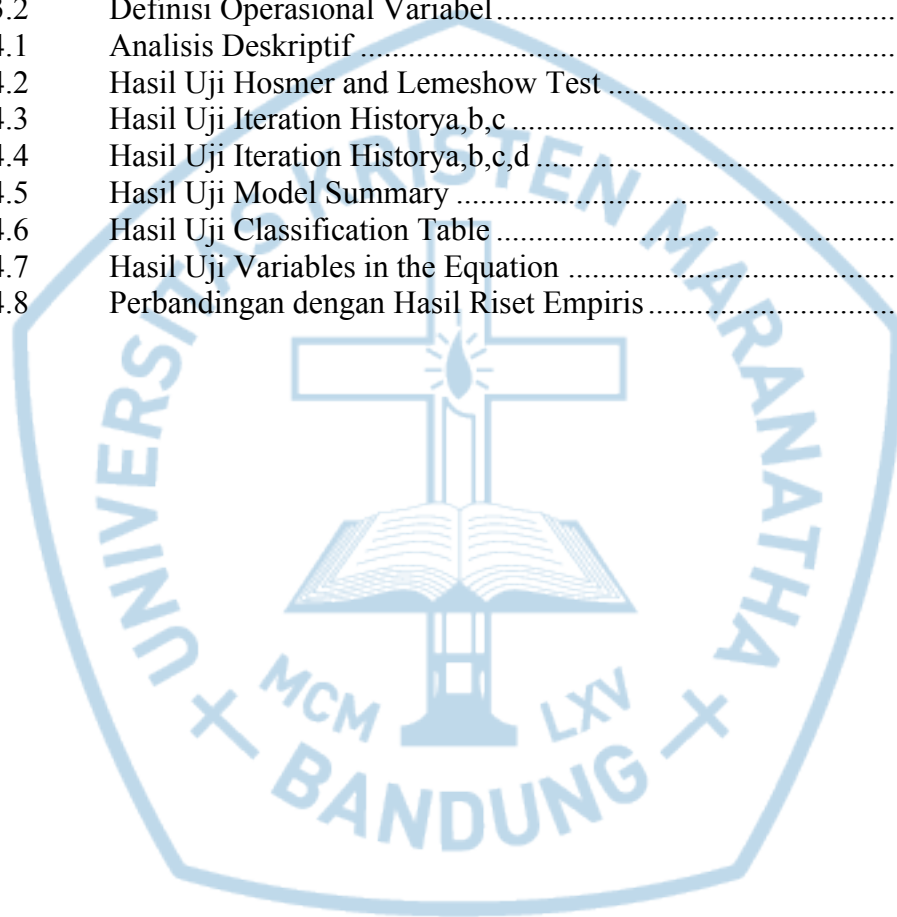 3.2 Definisi Operasional Variabel
4.1 Analisis Deskriptif
4.2 Hasil Uji Hosmer and Lemeshow Test
4.3 Hasil Uji Iteration Historya,b,c
4.4 Hasil Uji Iteration Historya,b,c,d
4.5 Hasil Uji Model Summary
4.6 Hasil Uji Classification Table
4.7 Hasil Uji Variables in the Equation
4.8 Perbandingan dengan Hasil Riset Empiris
UNIVERSITAS KRISTEN MARANATHA
MCM LXV
BANDUNG